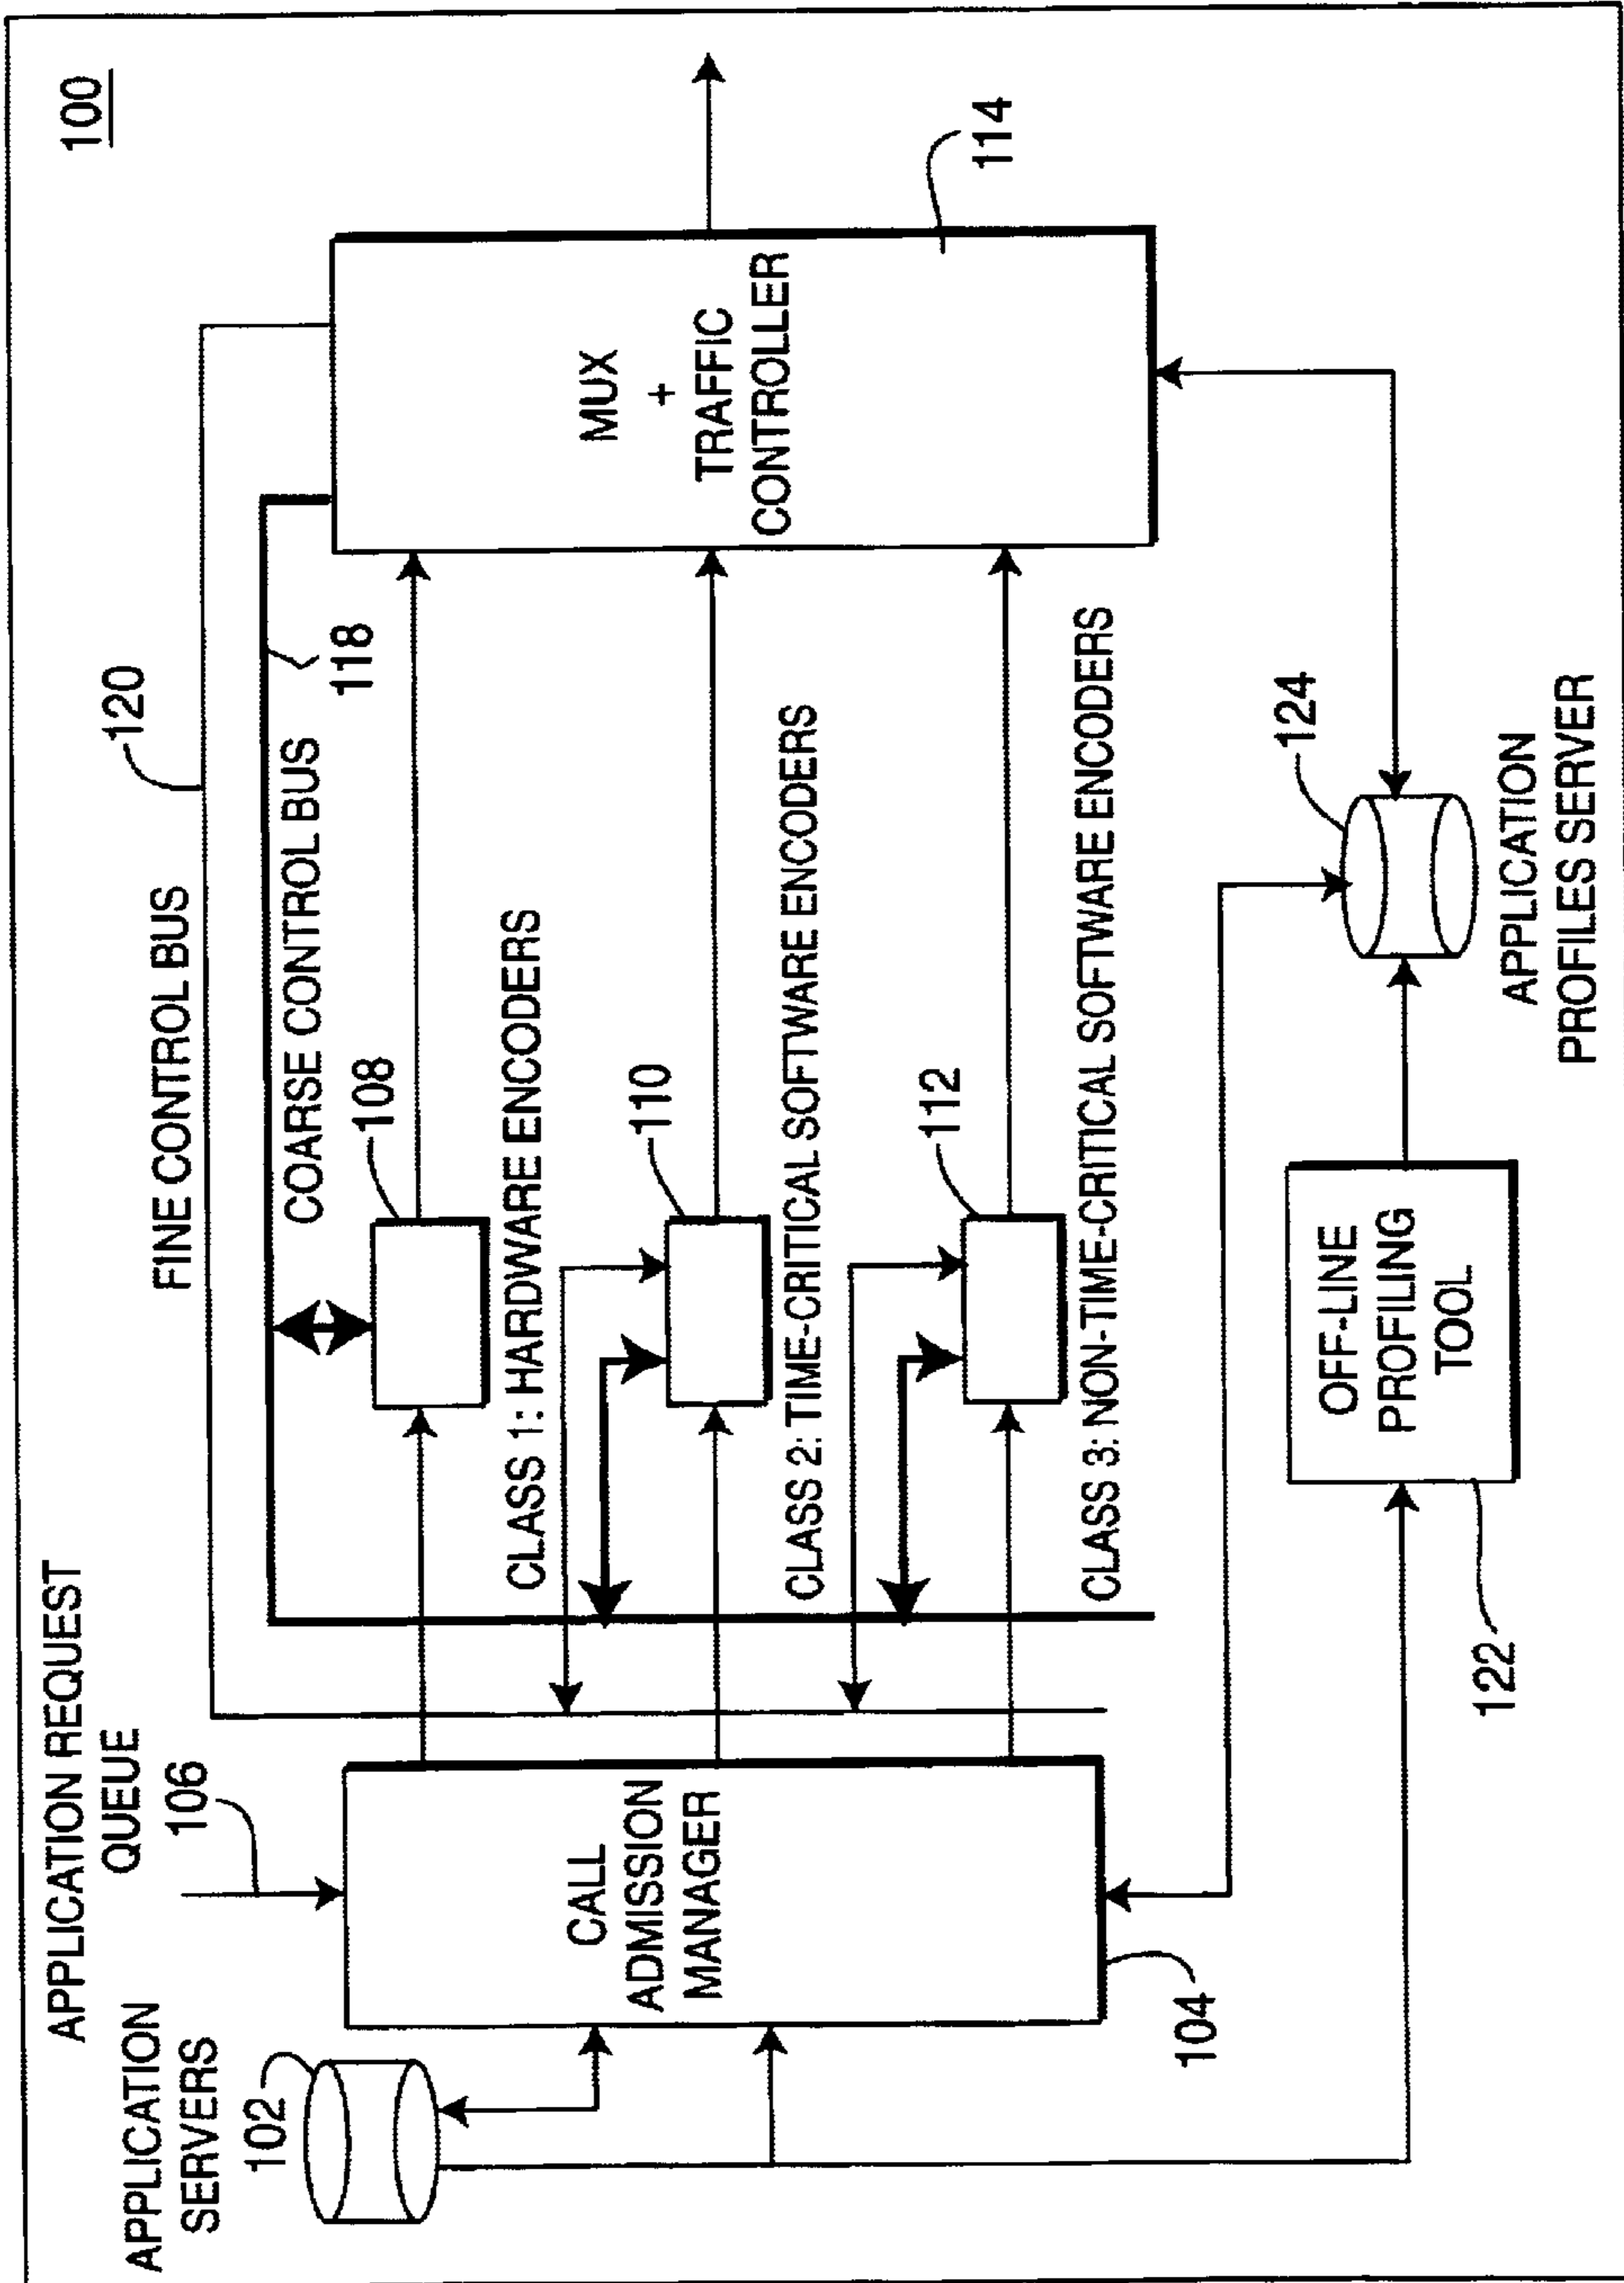 100
APPLICATION REQUEST
QUEUE
106
APPLICATION
SERVERS
102
CALL
ADMISSION
MANAGER
104
FINE CONTROL BUS
120
COARSE CONTROL BUS
118
108
CLASS 1: HARDWARE ENCODERS
110
CLASS 2: TIME-CRITICAL SOFTWARE ENCODERS
112
CLASS 3: NON-TIME-CRITICAL SOFTWARE ENCODERS
MUX
+
TRAFFIC
CONTROLLER
114
OFF-LINE
PROFILING
TOOL
122
124
APPLICATION
PROFILES SERVER